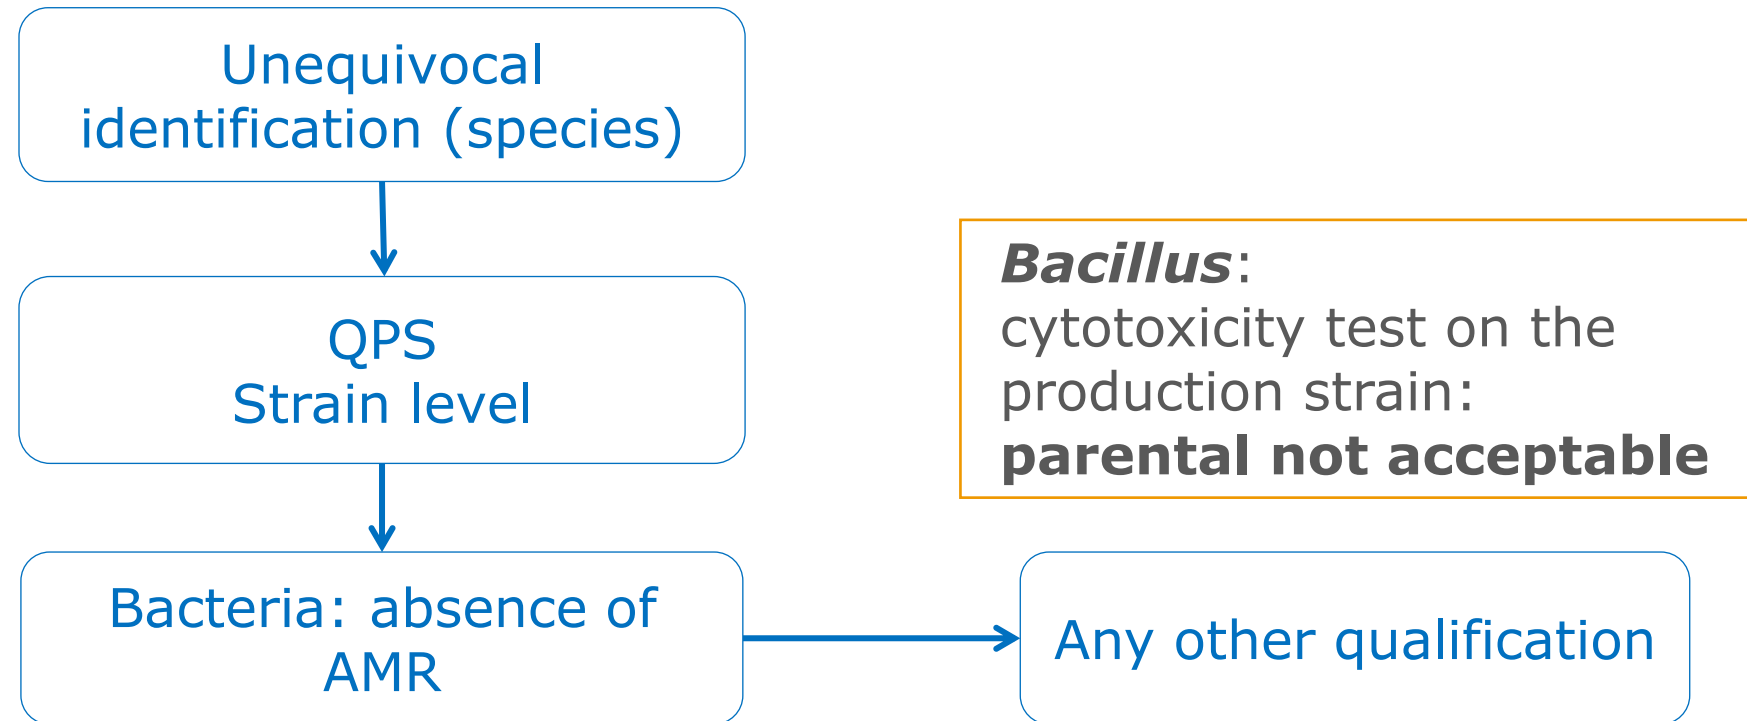 Unequivocal
identification (species)
QPS
Strain level
Bacteria: absence of
AMR
Any other qualification
Bacillus:
cytotoxicity test on the
production strain:
parental not acceptable